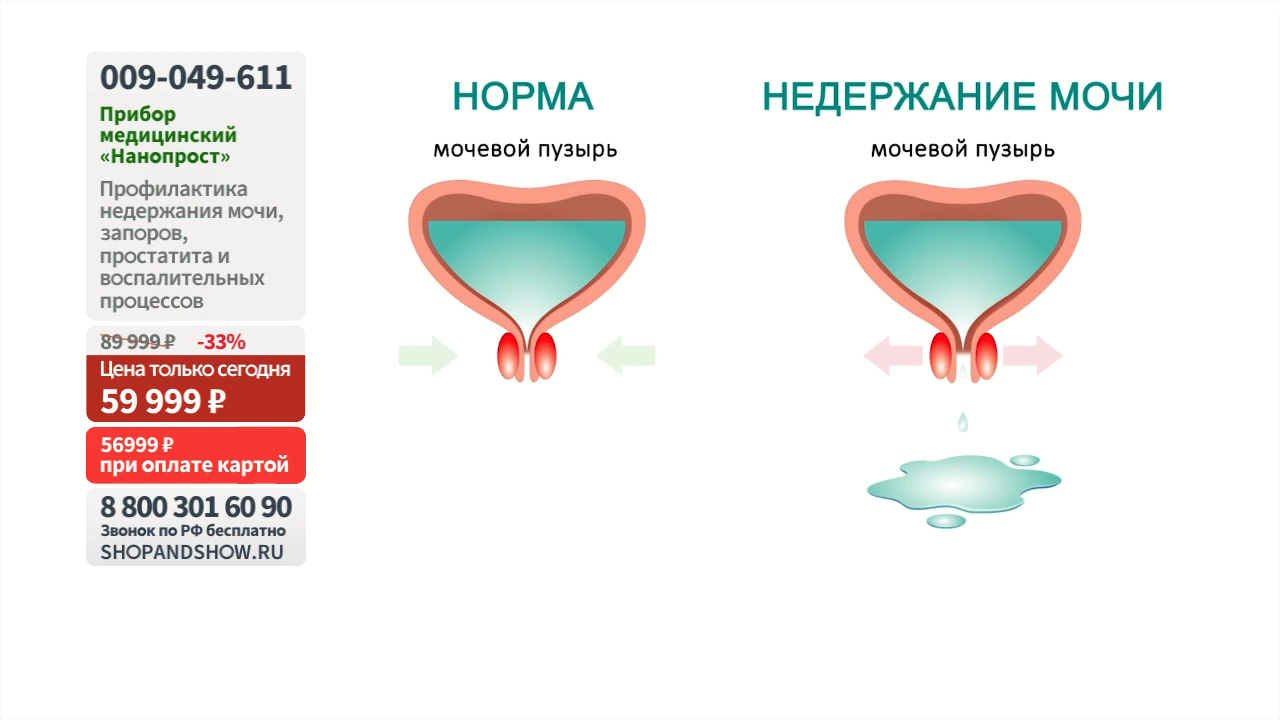 009-049-611
Прибор
медицинский
«Нанопрост»
Профилактика
недержания мочи,
запоров,
простатита и
воспалительных
процессов
89 999 ₽ -33%
Цена только сегодня
59 999 ₽
56999 ₽
при оплате картой
8 800 301 60 90
Звонок по РФ бесплатно
SHOPANDSHOW.RU
НОРМА
мочевой пузырь
НЕДЕРЖАНИЕ МОЧИ
мочевой пузырь